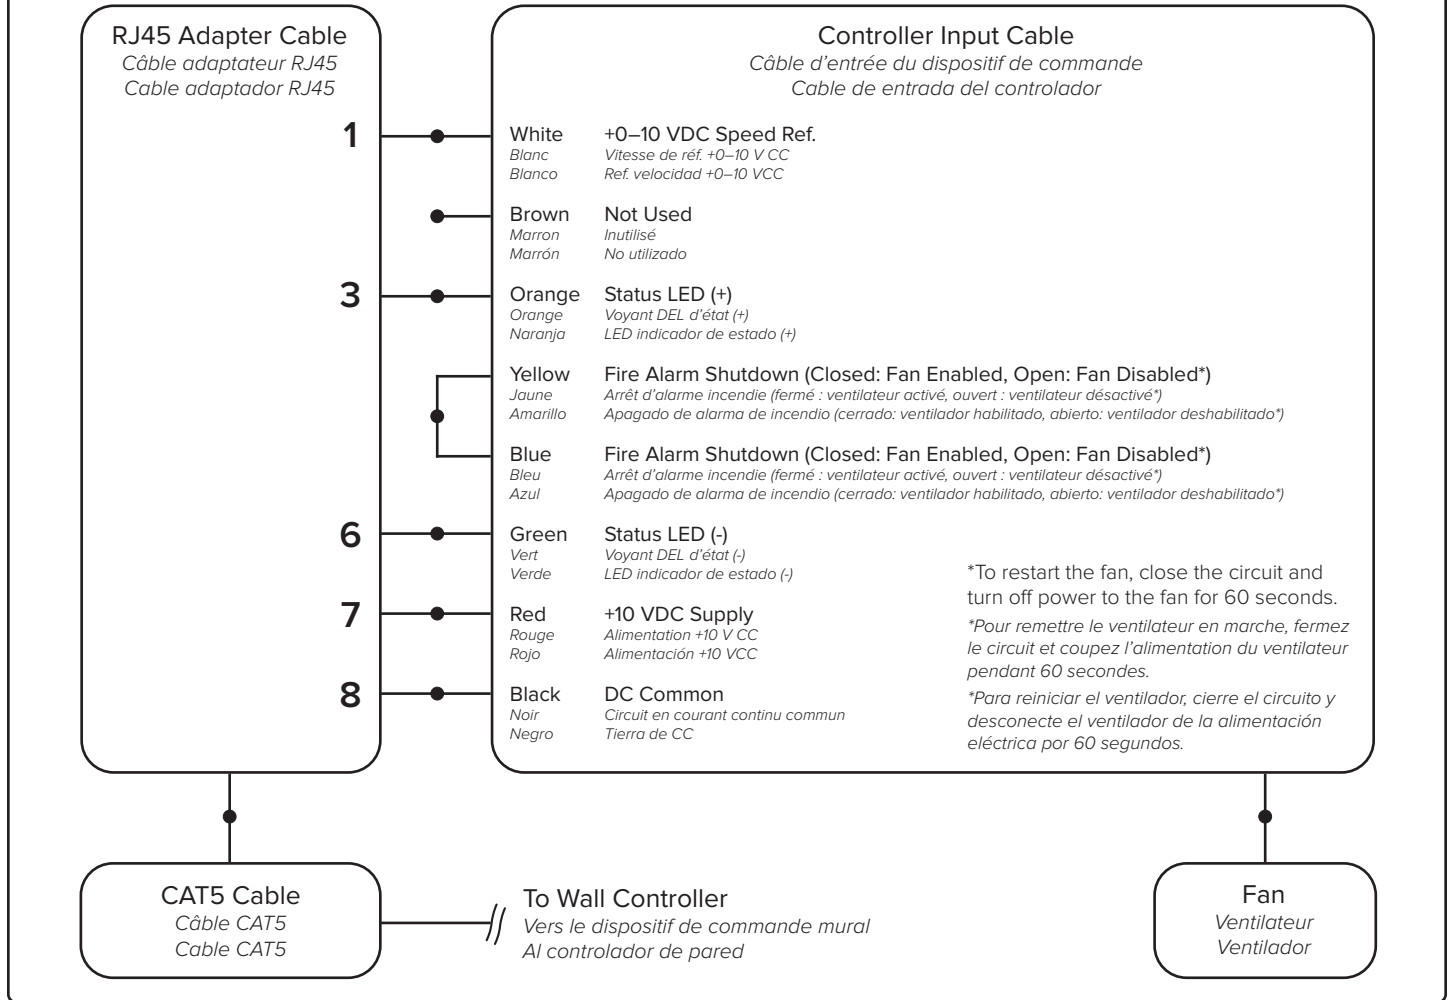 RJ45 Adapter Cable
Câble adaptateur RJ45
Cable adaptador RJ45
Controller Input Cable
Câble d’entrée du dispositif de commande
Cable de entrada del controlador
1
White +0–10 VDC Speed Ref.
Blanc Vitesse de réf. +0–10 V CC
Blanco Ref. velocidad +0–10 VCC
Brown Not Used
Marron Inutilisé
Marrón No utilizado
3
Orange Status LED (+)
Orange Voyant DEL d’état (+)
Naranja LED indicador de estado (+)
Yellow Fire Alarm Shutdown (Closed: Fan Enabled, Open: Fan Disabled*)
Jaune Arrêt d’alarme incendie (fermé : ventilateur activé, ouvert : ventilateur désactivé*)
Amarillo Apagado de alarma de incendio (cerrado: ventilador habilitado, abierto: ventilador deshabilitado*)
Blue Fire Alarm Shutdown (Closed: Fan Enabled, Open: Fan Disabled*)
Bleu Arrêt d’alarme incendie (fermé : ventilateur activé, ouvert : ventilateur désactivé*)
Azul Apagado de alarma de incendio (cerrado: ventilador habilitado, abierto: ventilador deshabilitado*)
6
Green Status LED (-)
Vert Voyant DEL d’état (-)
Verde LED indicador de estado (-)
7
Red +10 VDC Supply
Rouge Alimentation +10 V CC
Rojo Alimentación +10 VCC
8
Black DC Common
Noir Circuit en courant continu commun
Negro Tierra de CC
*To restart the fan, close the circuit and
turn off power to the fan for 60 seconds.
*Pour remettre le ventilateur en marche, fermez
le circuit et coupez l’alimentation du ventilateur
pendant 60 secondes.
*Para reiniciar el ventilador, cierre el circuito y
desconecte el ventilador de la alimentación
eléctrica por 60 segundos.
CAT5 Cable
Câble CAT5
Cable CAT5
To Wall Controller
Vers le dispositif de commande mural
Al controlador de pared
Fan
Ventilateur
Ventilador